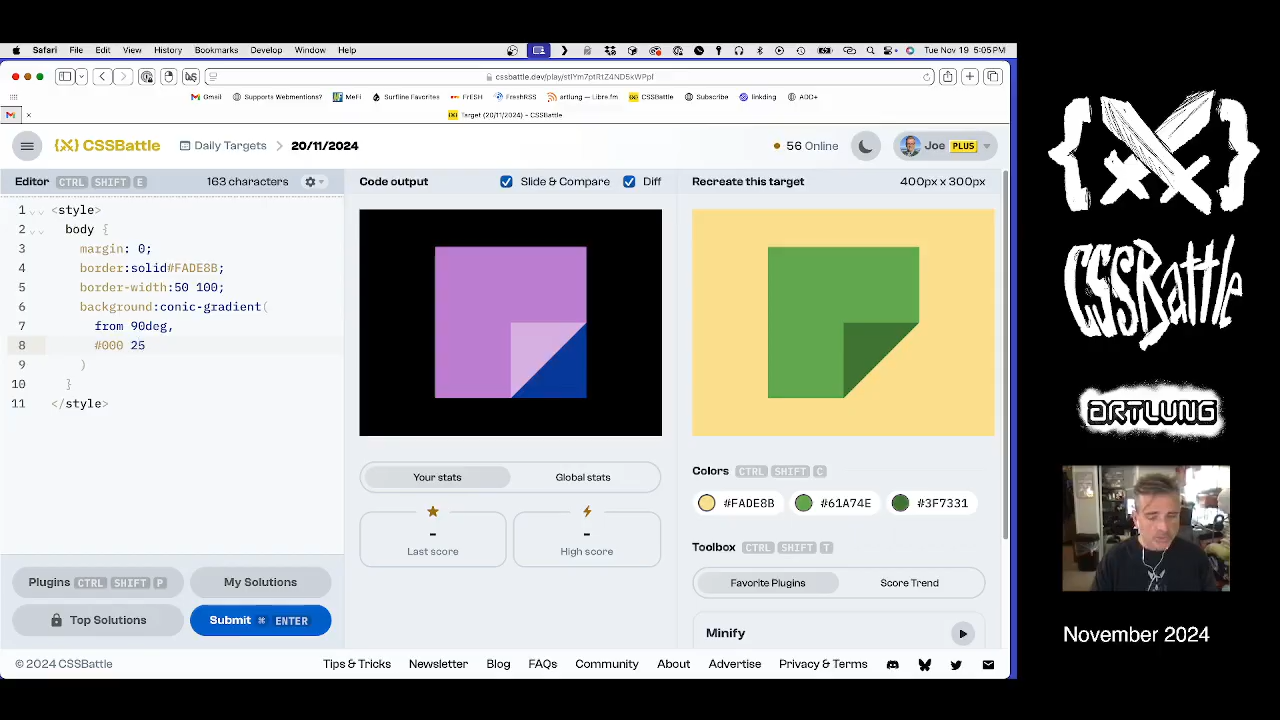 Safari File Edit View History Bookmarks Develop Window Help Tue Nov 19 5:05 PM
cssbattle.dev/play/stIYm7ptRtZ4ND5kWPpf
Gmail Supports Webmentions? MeFi Surfline Favorites FrESH FreshRSS artlung — Libre.fm CSSBattle Subscribe linkding ADD+
Target (20/11/2024) - CSSBattle
CSSBattle Daily Targets > 20/11/2024 56 Online Joe PLUS
Editor CTRL SHIFT E 163 characters Code output Slide & Compare Diff Recreate this target 400px x 300px
1 <style>
2 body {
3 margin: 0;
4 border:solid#FADE8B;
5 border-width:50 100;
6 background:conic-gradient(
7 from 90deg,
8 #000 25
9 )
10 }
11 </style>
Your stats Global stats
- Last score
- High score
Colors CTRL SHIFT C
#FADE8B #61A74E #3F7331
Toolbox CTRL SHIFT T
Favorite Plugins Score Trend
Minify
Plugins CTRL SHIFT P My Solutions
Top Solutions Submit ⌘ ENTER
© 2024 CSSBattle Tips & Tricks Newsletter Blog FAQs Community About Advertise Privacy & Terms
CSSBattle
ARTLUNG
November 2024